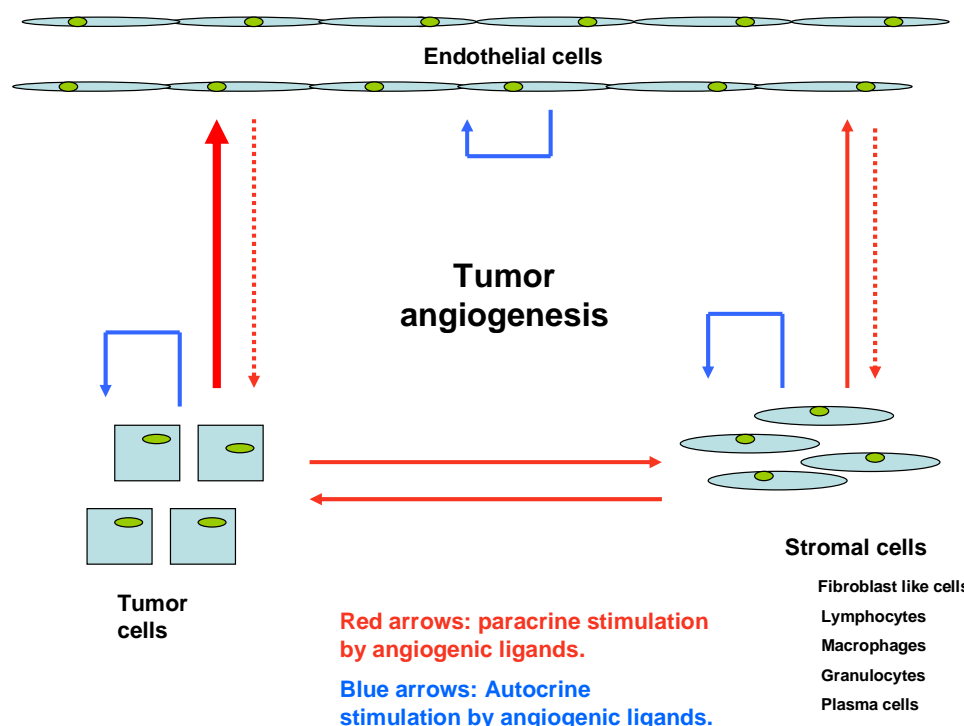 Endothelial cells
Tumor
angiogenesis
Tumor
cells
Stromal cells
Fibroblast like cells
Lymphocytes
Macrophages
Granulocytes
Plasma cells
Red arrows: paracrine stimulation
by angiogenic ligands.
Blue arrows: Autocrine
stimulation by angiogenic ligands.